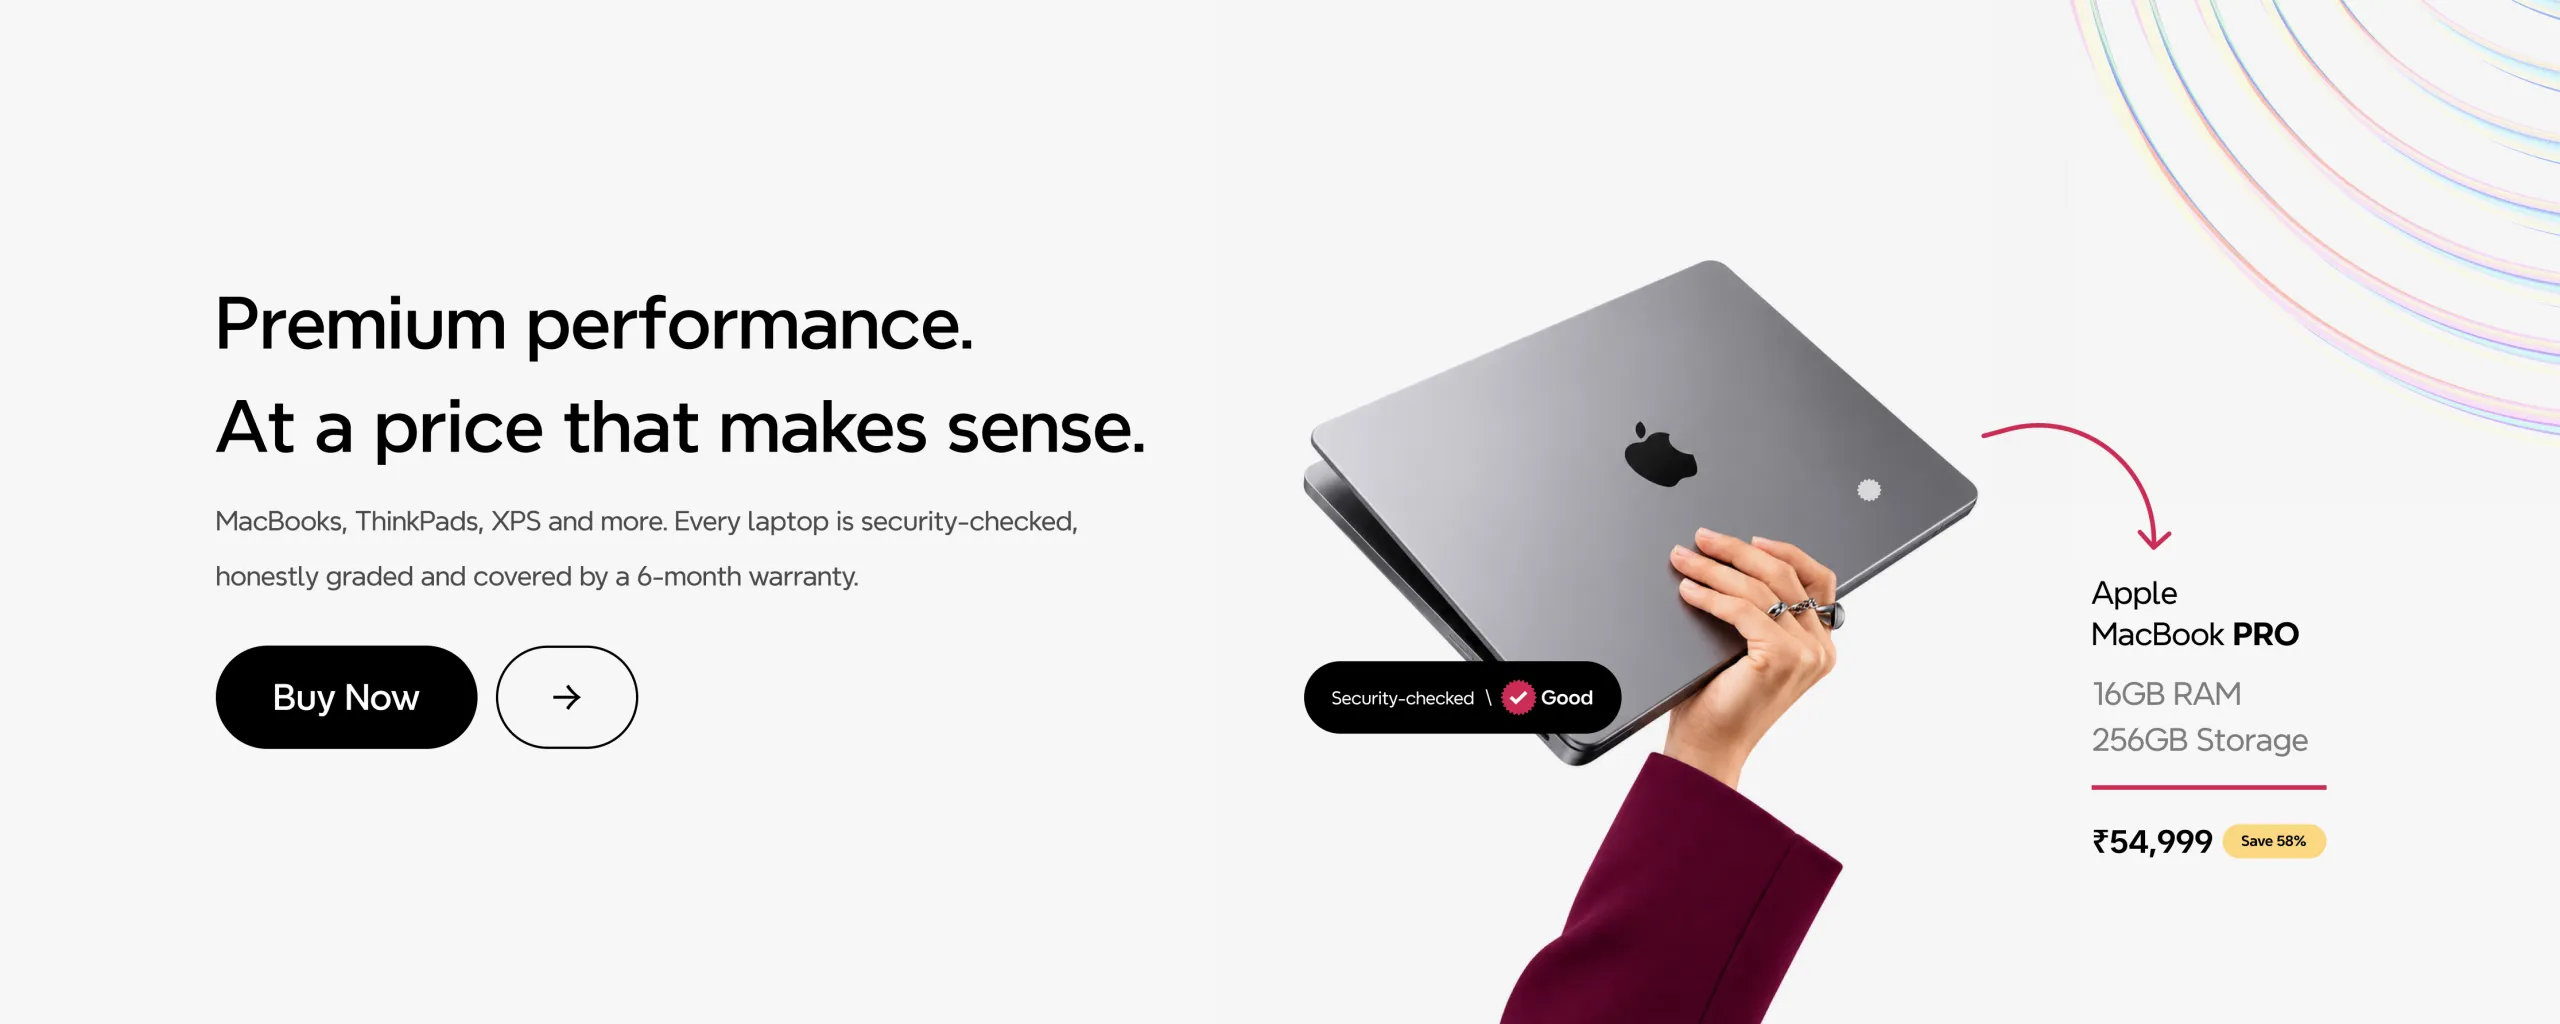 Premium performance.
At a price that makes sense.
MacBooks, ThinkPads, XPS and more. Every laptop is security-checked,
honestly graded and covered by a 6-month warranty.
Buy Now
Security-checked \ Good
Apple
MacBook PRO
16GB RAM
256GB Storage
₹54,999 Save 58%